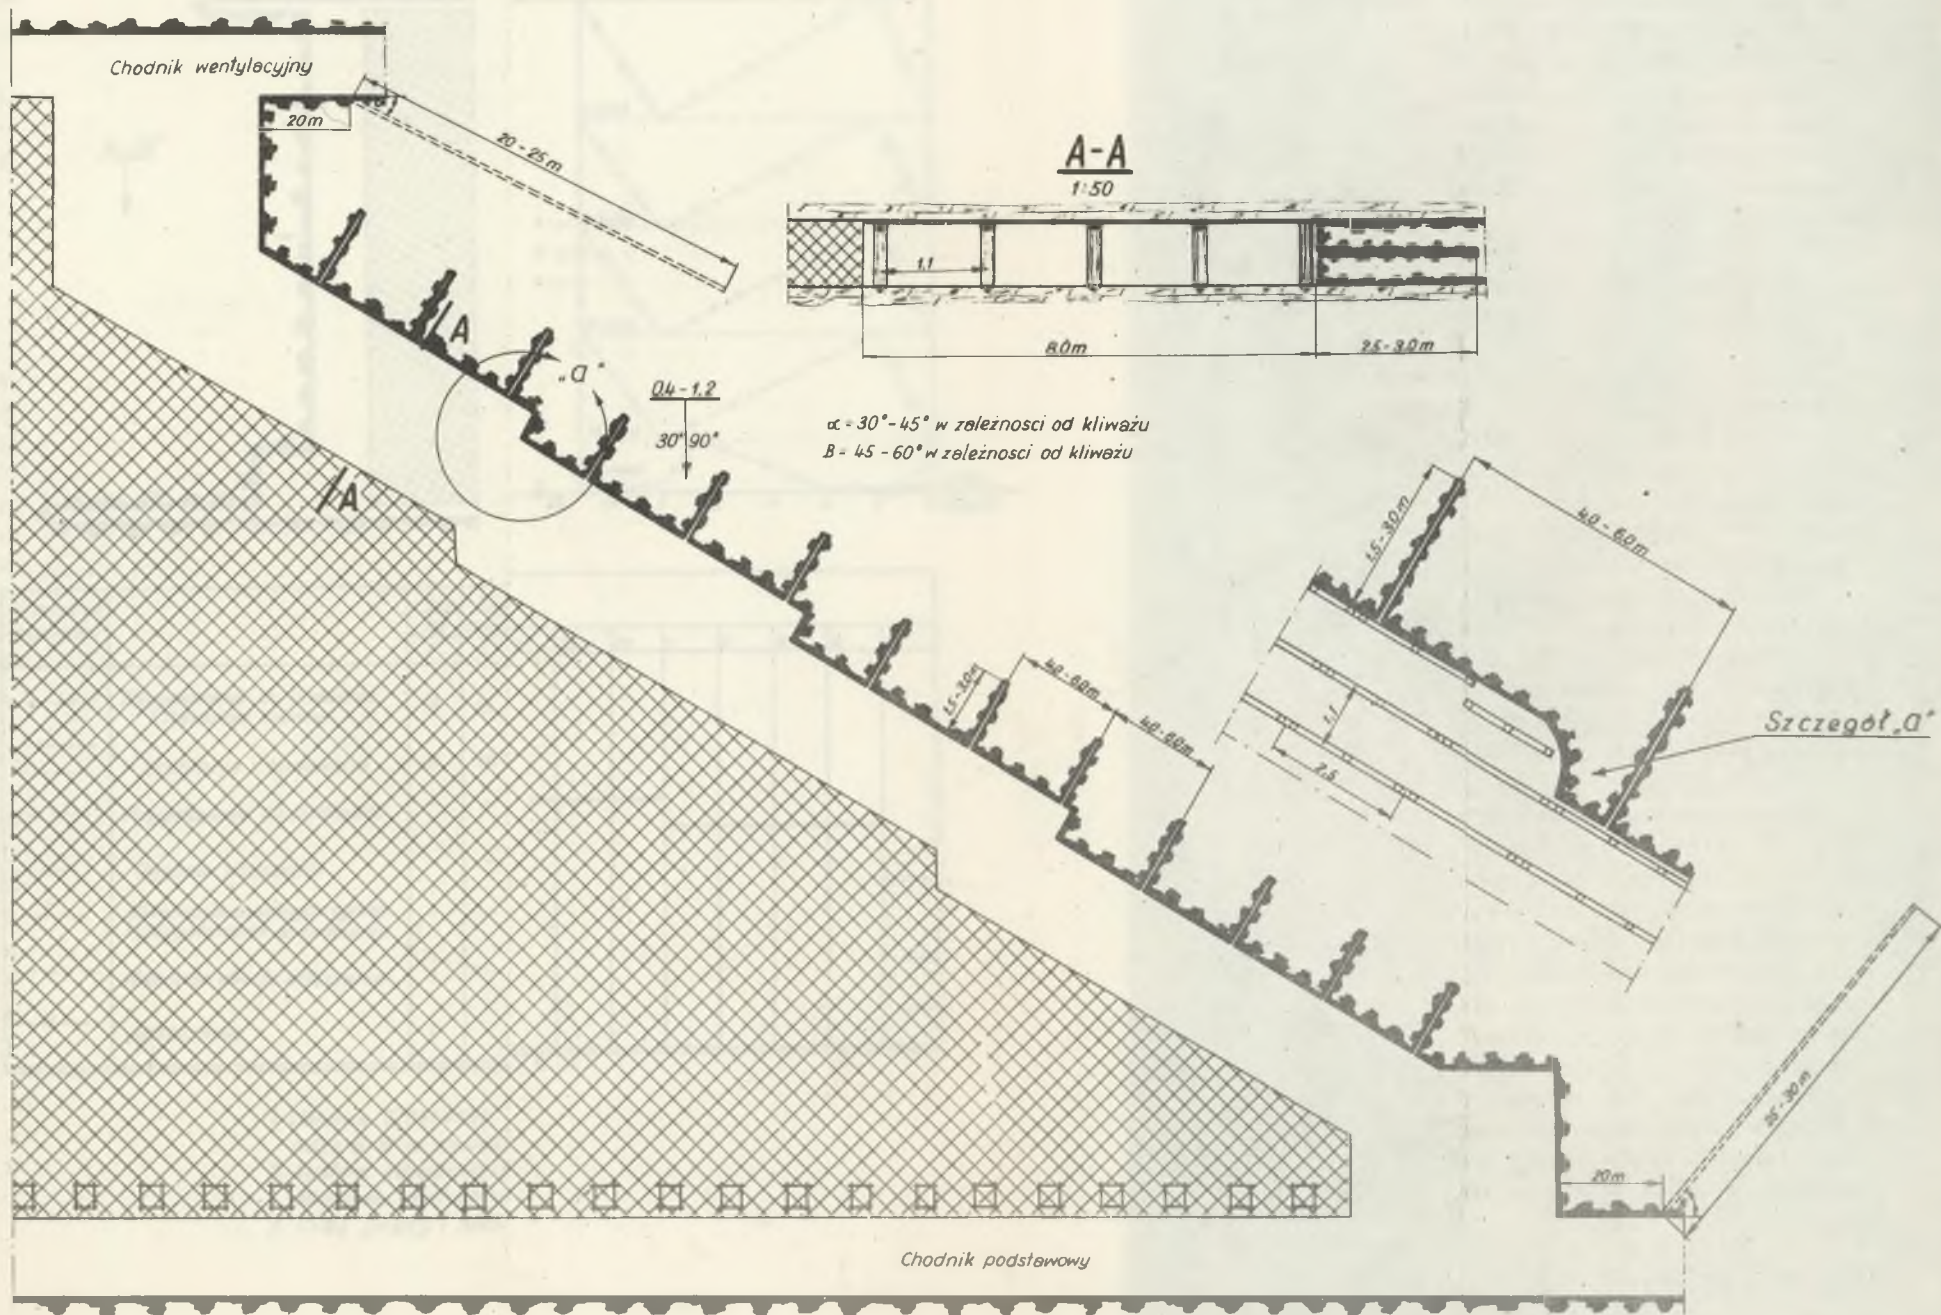 Chodnik wentylacyjny
20m
20-25m
A-A
1:50
1,1
8.0m
2.5-3.0m
A
„a"
0.4-1.2
30° 90°
α - 30°-45° w zależnosci od kliważu
B - 45 - 60° w zależnosci od kliważu
A
1.5-3.0m
4.0-6.0m
1.5-3.0m
4.0-6.0m
4.0-6.0m
1,1
2,5
Szczegół „a"
25-30m
20m
Chodnik podstawowy